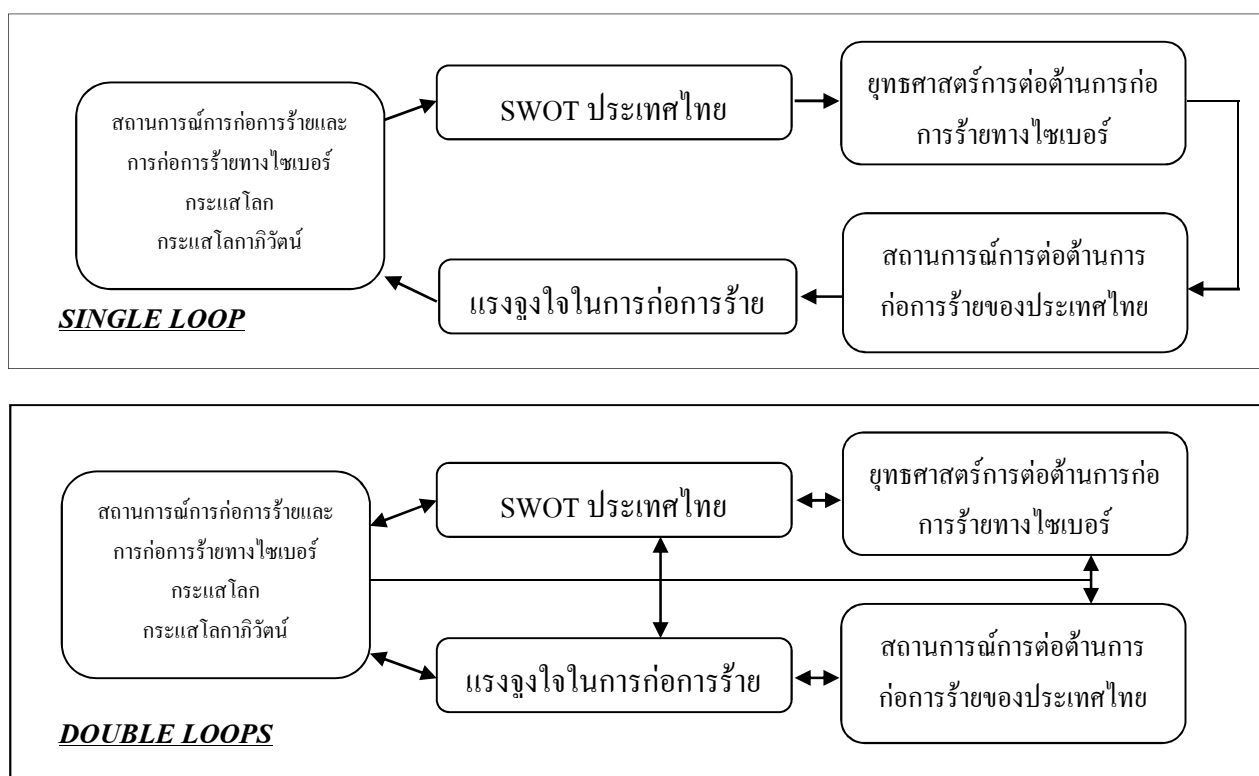 สถานการณ์การก่อการร้ายและ
การก่อการร้ายทางไซเบอร์
กระแสโลก
กระแสโลกาภิวัตน์
SWOT ประเทศไทย
ยุทธศาสตร์การต่อต้านการก่อ
การร้ายทางไซเบอร์
สถานการณ์การต่อต้านการ
ก่อการร้ายของประเทศไทย
แรงจูงใจในการก่อการร้าย
SINGLE LOOP
สถานการณ์การก่อการร้ายและ
การก่อการร้ายทางไซเบอร์
กระแสโลก
กระแสโลกาภิวัตน์
SWOT ประเทศไทย
ยุทธศาสตร์การต่อต้านการก่อ
การร้ายทางไซเบอร์
แรงจูงใจในการก่อการร้าย
สถานการณ์การต่อต้านการ
ก่อการร้ายของประเทศไทย
DOUBLE LOOPS